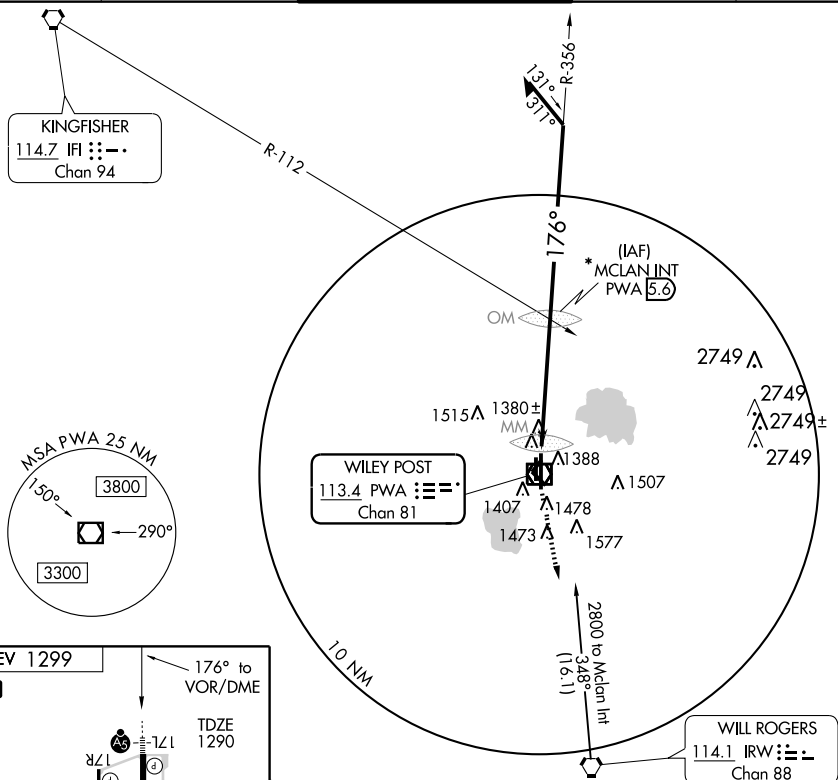 KINGFISHER
114.7 IFI
Chan 94
R-112
R-356
131°
311°
176°
(IAF)
* MCLAN INT
PWA 5.6
OM
2749
2749
2749±
2749
1515
1380±
MM
1388
WILEY POST
113.4 PWA
Chan 81
1507
1407
1478
1473
1577
MSA PWA 25 NM
150°
3800
290°
3300
10 NM
2800 to Mclan Int
348°
(16.1)
WILL ROGERS
114.1 IRW
Chan 88
EV 1299
176° to
VOR/DME
TDZE
1290
A5
17L
17R
P